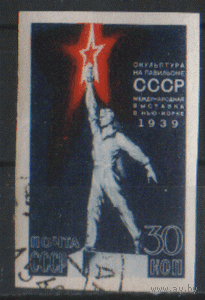 СКУЛЬПТУРА
НА ПАВИЛЬОНЕ
СССР
МЕЖДУНАРОДНАЯ
ВЫСТАВКА
В НЬЮ-ЙОРКЕ
1939
ПОЧТА
СССР
30
КОП